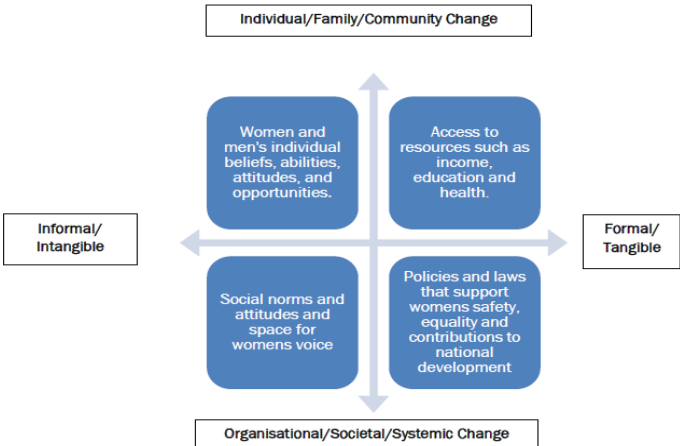 Individual/Family/Community Change
Women and
men's individual
beliefs, abilities,
attitudes, and
opportunities.
Access to
resources such as
income,
education and
health.
Informal/
Intangible
Formal/
Tangible
Social norms and
attitudes and
space for
womens voice
Policies and laws
that support
womens safety,
equality and
contributions to
national
development
Organisational/Societal/Systemic Change